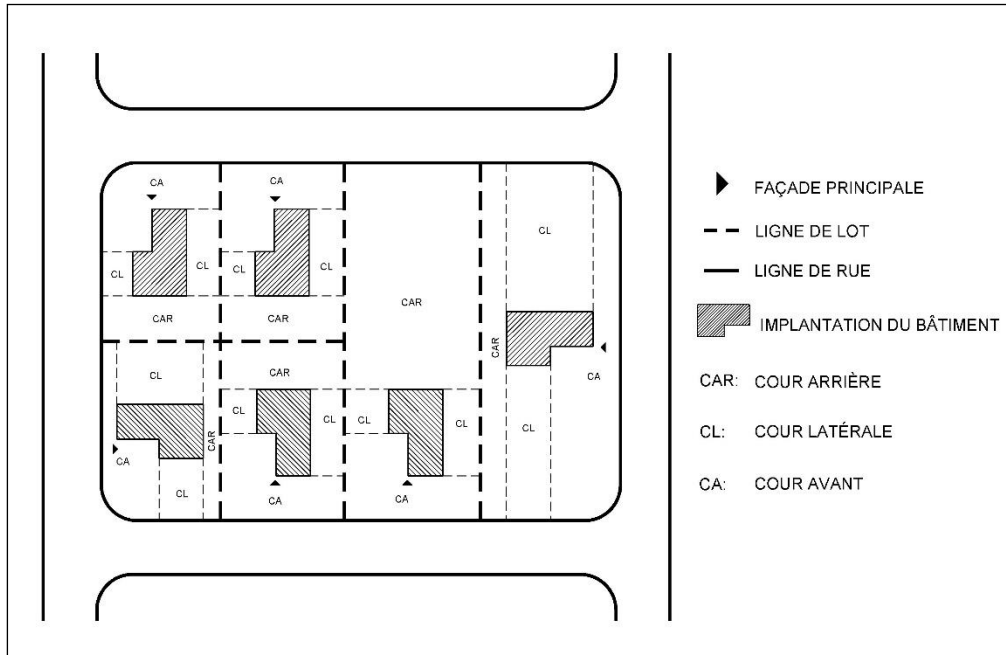 CA
CA
CL
CL
CL
CL
CL
CAR
CAR
CAR
CAR
CA
CL
CAR
CL
CL
CL
CL
CAR
CA
CL
CL
CA
CA
FAÇADE PRINCIPALE
LIGNE DE LOT
LIGNE DE RUE
IMPLANTATION DU BÂTIMENT
CAR: COUR ARRIÈRE
CL: COUR LATÉRALE
CA: COUR AVANT